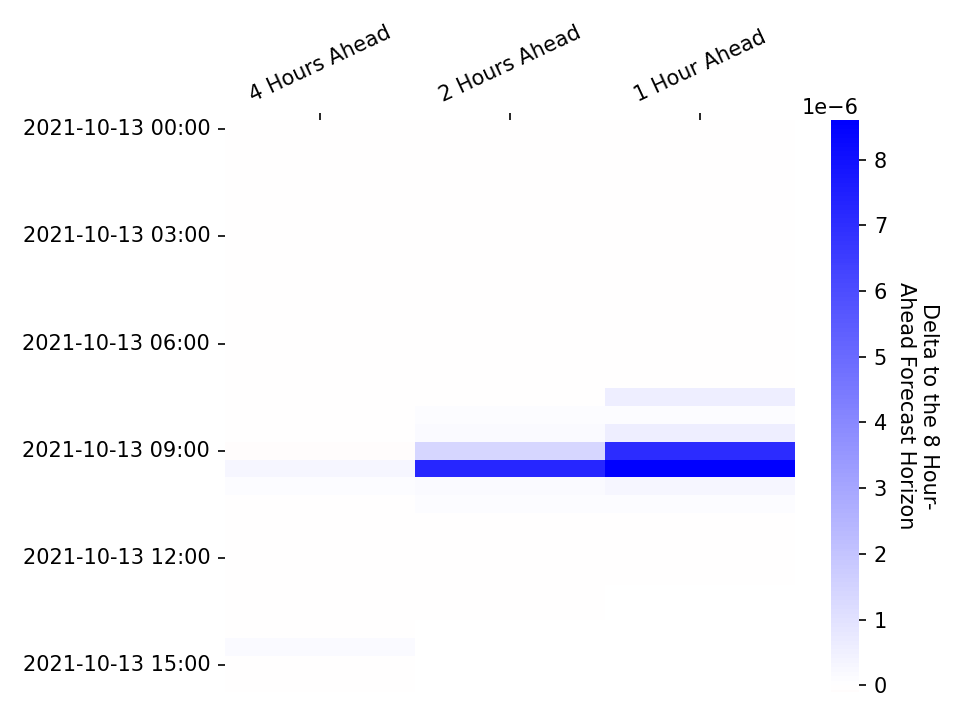 4 Hours Ahead
2 Hours Ahead
1 Hour Ahead
1e−6
2021-10-13 00:00
2021-10-13 03:00
2021-10-13 06:00
2021-10-13 09:00
2021-10-13 12:00
2021-10-13 15:00
8
7
6
5
4
3
2
1
0
Delta to the 8 Hour-
Ahead Forecast Horizon